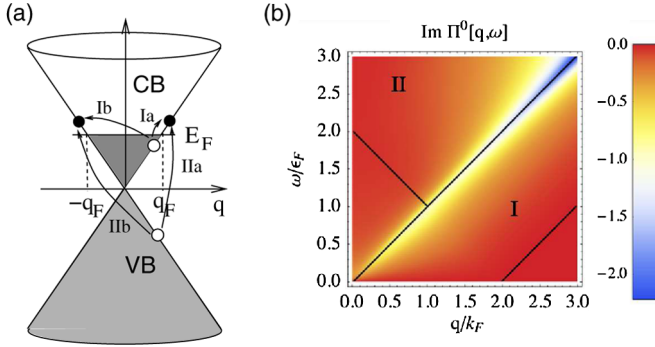 (a)
CB
Ib
Ia
E_F
IIa
-q_F
q_F
q
IIb
VB
(b)
Im Π⁰[q,ω]
3.0
2.5
2.0
1.5
1.0
0.5
0.0
ω/ϵ_F
II
I
0.0
0.5
1.0
1.5
2.0
2.5
3.0
q/k_F
0.0
−0.5
−1.0
−1.5
−2.0